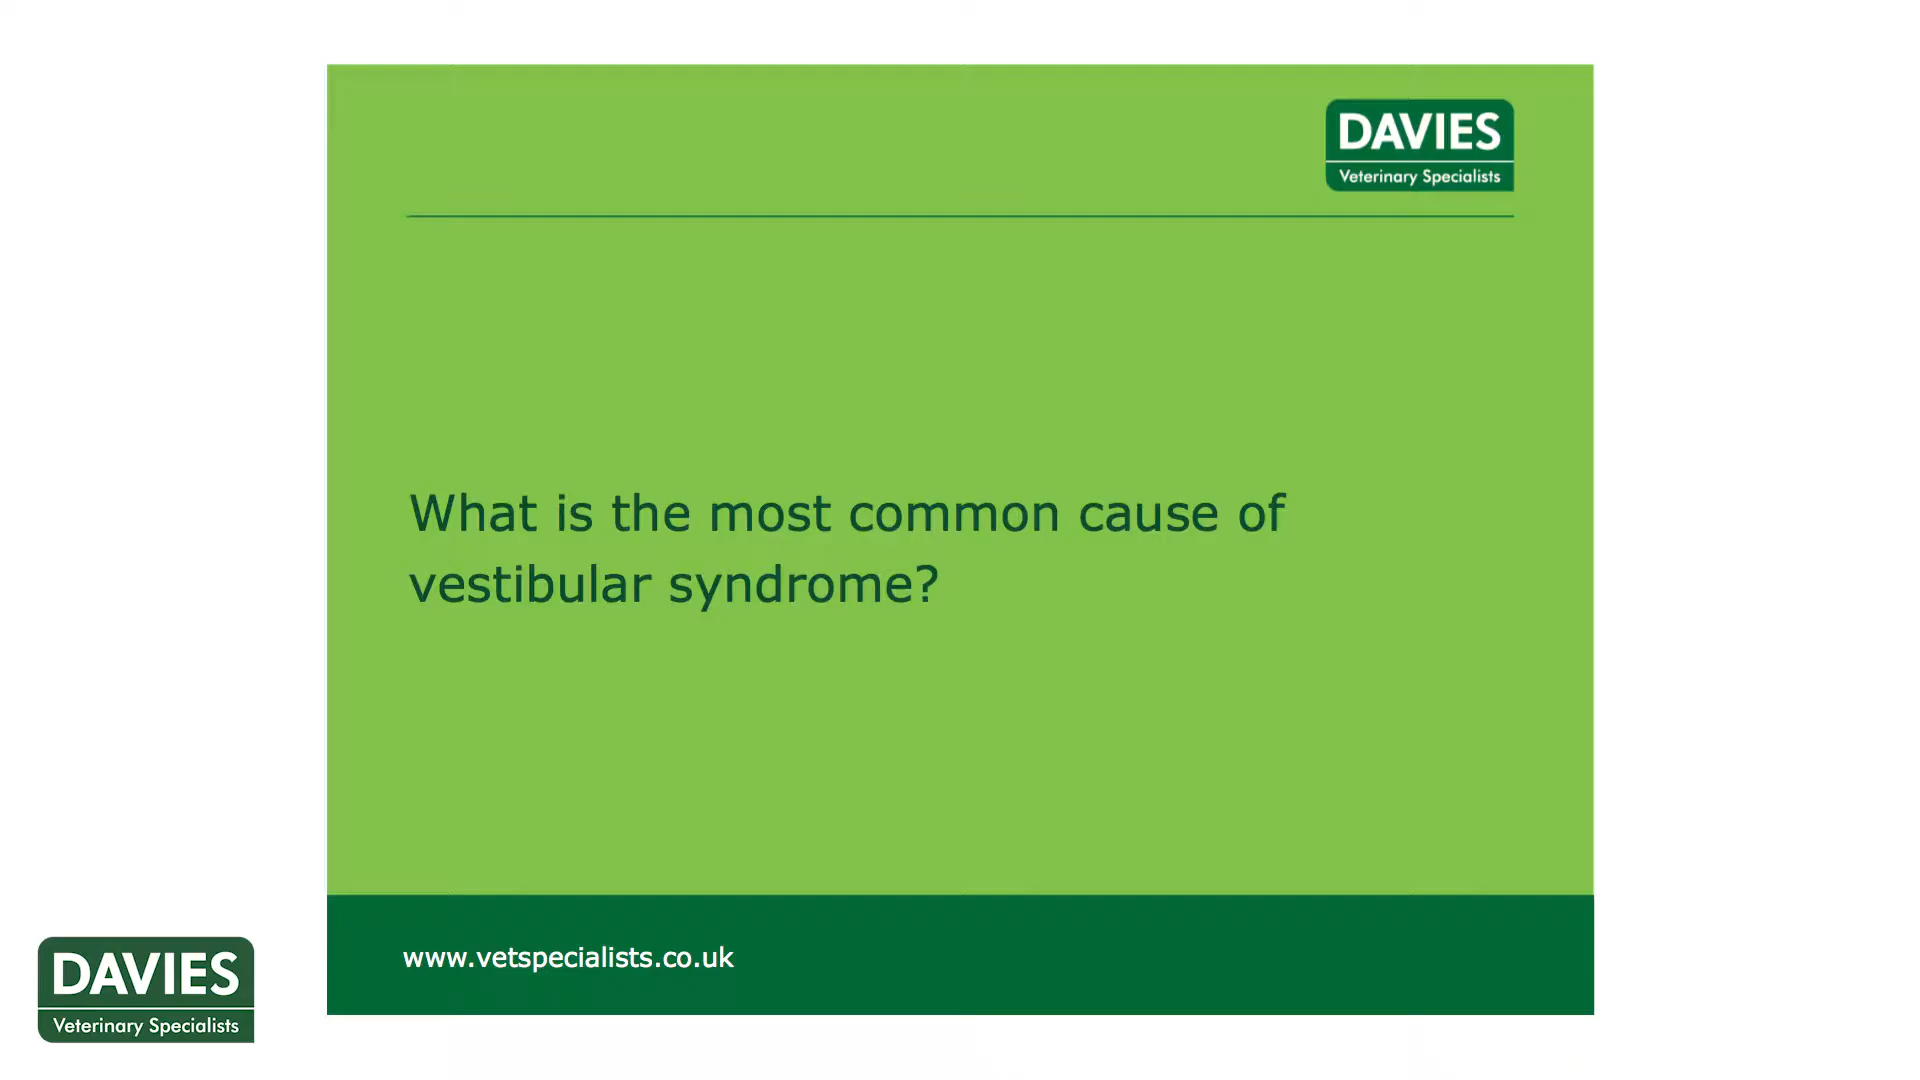 DAVIES
Veterinary Specialists
What is the most common cause of
vestibular syndrome?
www.vetspecialists.co.uk
DAVIES
Veterinary Specialists